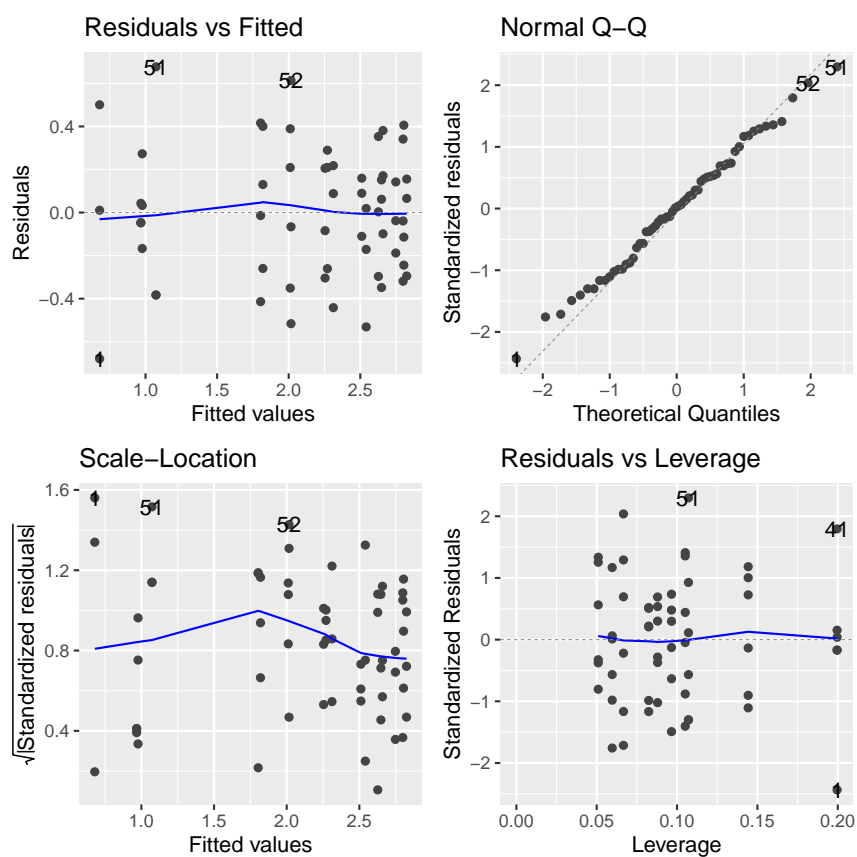 Residuals vs Fitted
Residuals
0.4
0.0
−0.4
51
52
1
1.0 1.5 2.0 2.5
Fitted values
Normal Q−Q
Standardized residuals
2
1
0
−1
−2
51
52
1
−2 −1 0 1 2
Theoretical Quantiles
Scale−Location
√|Standardized residuals|
1.6
1.2
0.8
0.4
1
51
52
1.0 1.5 2.0 2.5
Fitted values
Residuals vs Leverage
Standardized Residuals
2
1
0
−1
−2
51
41
1
0.00 0.05 0.10 0.15 0.20
Leverage